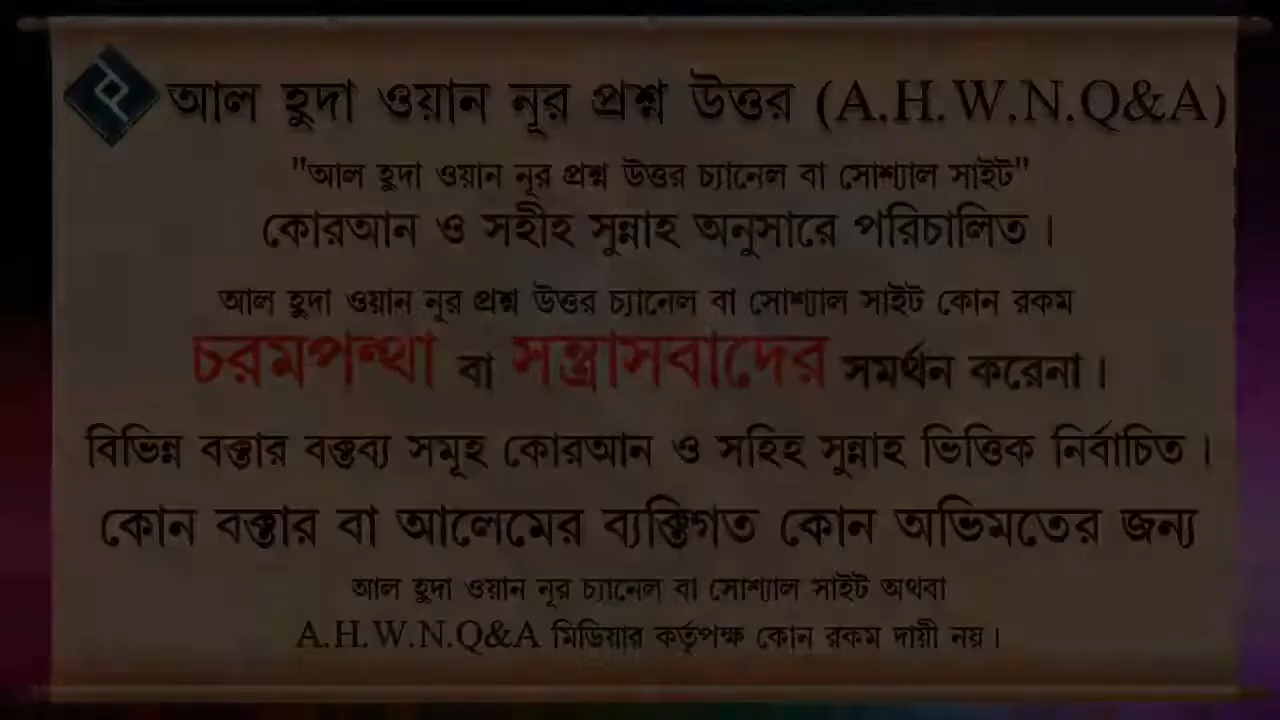 আল হুদা ওয়ান নূর প্রশ্ন উত্তর (A.H.W.N.Q&A)
"আল হুদা ওয়ান নূর প্রশ্ন উত্তর চ্যানেল বা সোশ্যাল সাইট"
কোরআন ও সহীহ সুন্নাহ অনুসারে পরিচালিত।
আল হুদা ওয়ান নূর প্রশ্ন উত্তর চ্যানেল বা সোশ্যাল সাইট কোন রকম
চরমপন্থা বা সন্ত্রাসবাদের সমর্থন করেনা।
বিভিন্ন বক্তার বক্তব্য সমূহ কোরআন ও সহিহ সুন্নাহ ভিত্তিক নির্বাচিত।
কোন বক্তার বা আলেমের ব্যক্তিগত কোন অভিমতের জন্য
আল হুদা ওয়ান নূর চ্যানেল বা সোশ্যাল সাইট অথবা
A.H.W.N.Q&A মিডিয়ার কর্তৃপক্ষ কোন রকম দায়ী নয়।